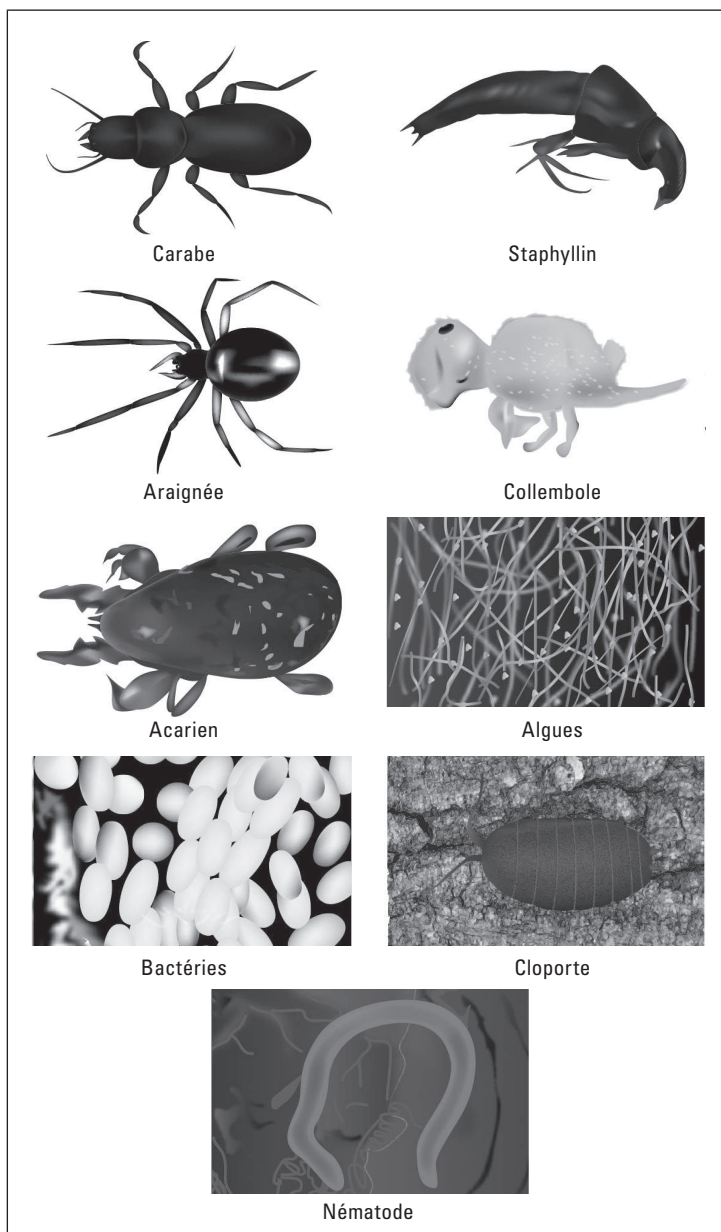 Carabe
Staphyllin
Araignée
Collembole
Acarien
Algues
Bactéries
Cloporte
Nématode